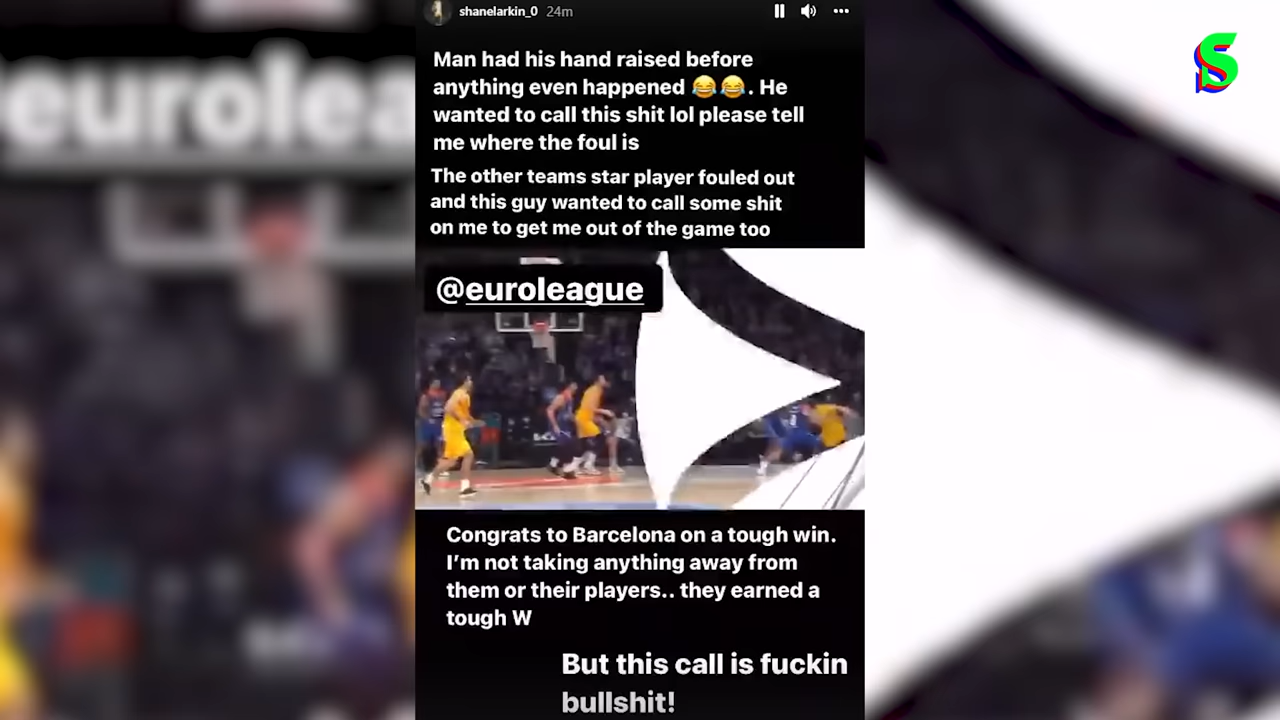 shanelarkin_0 24m
Man had his hand raised before
anything even happened 😂😂. He
wanted to call this shit lol please tell
me where the foul is
The other teams star player fouled out
and this guy wanted to call some shit
on me to get me out of the game too
@euroleague
Congrats to Barcelona on a tough win.
I’m not taking anything away from
them or their players.. they earned a
tough W
But this call is fuckin
bullshit!
S